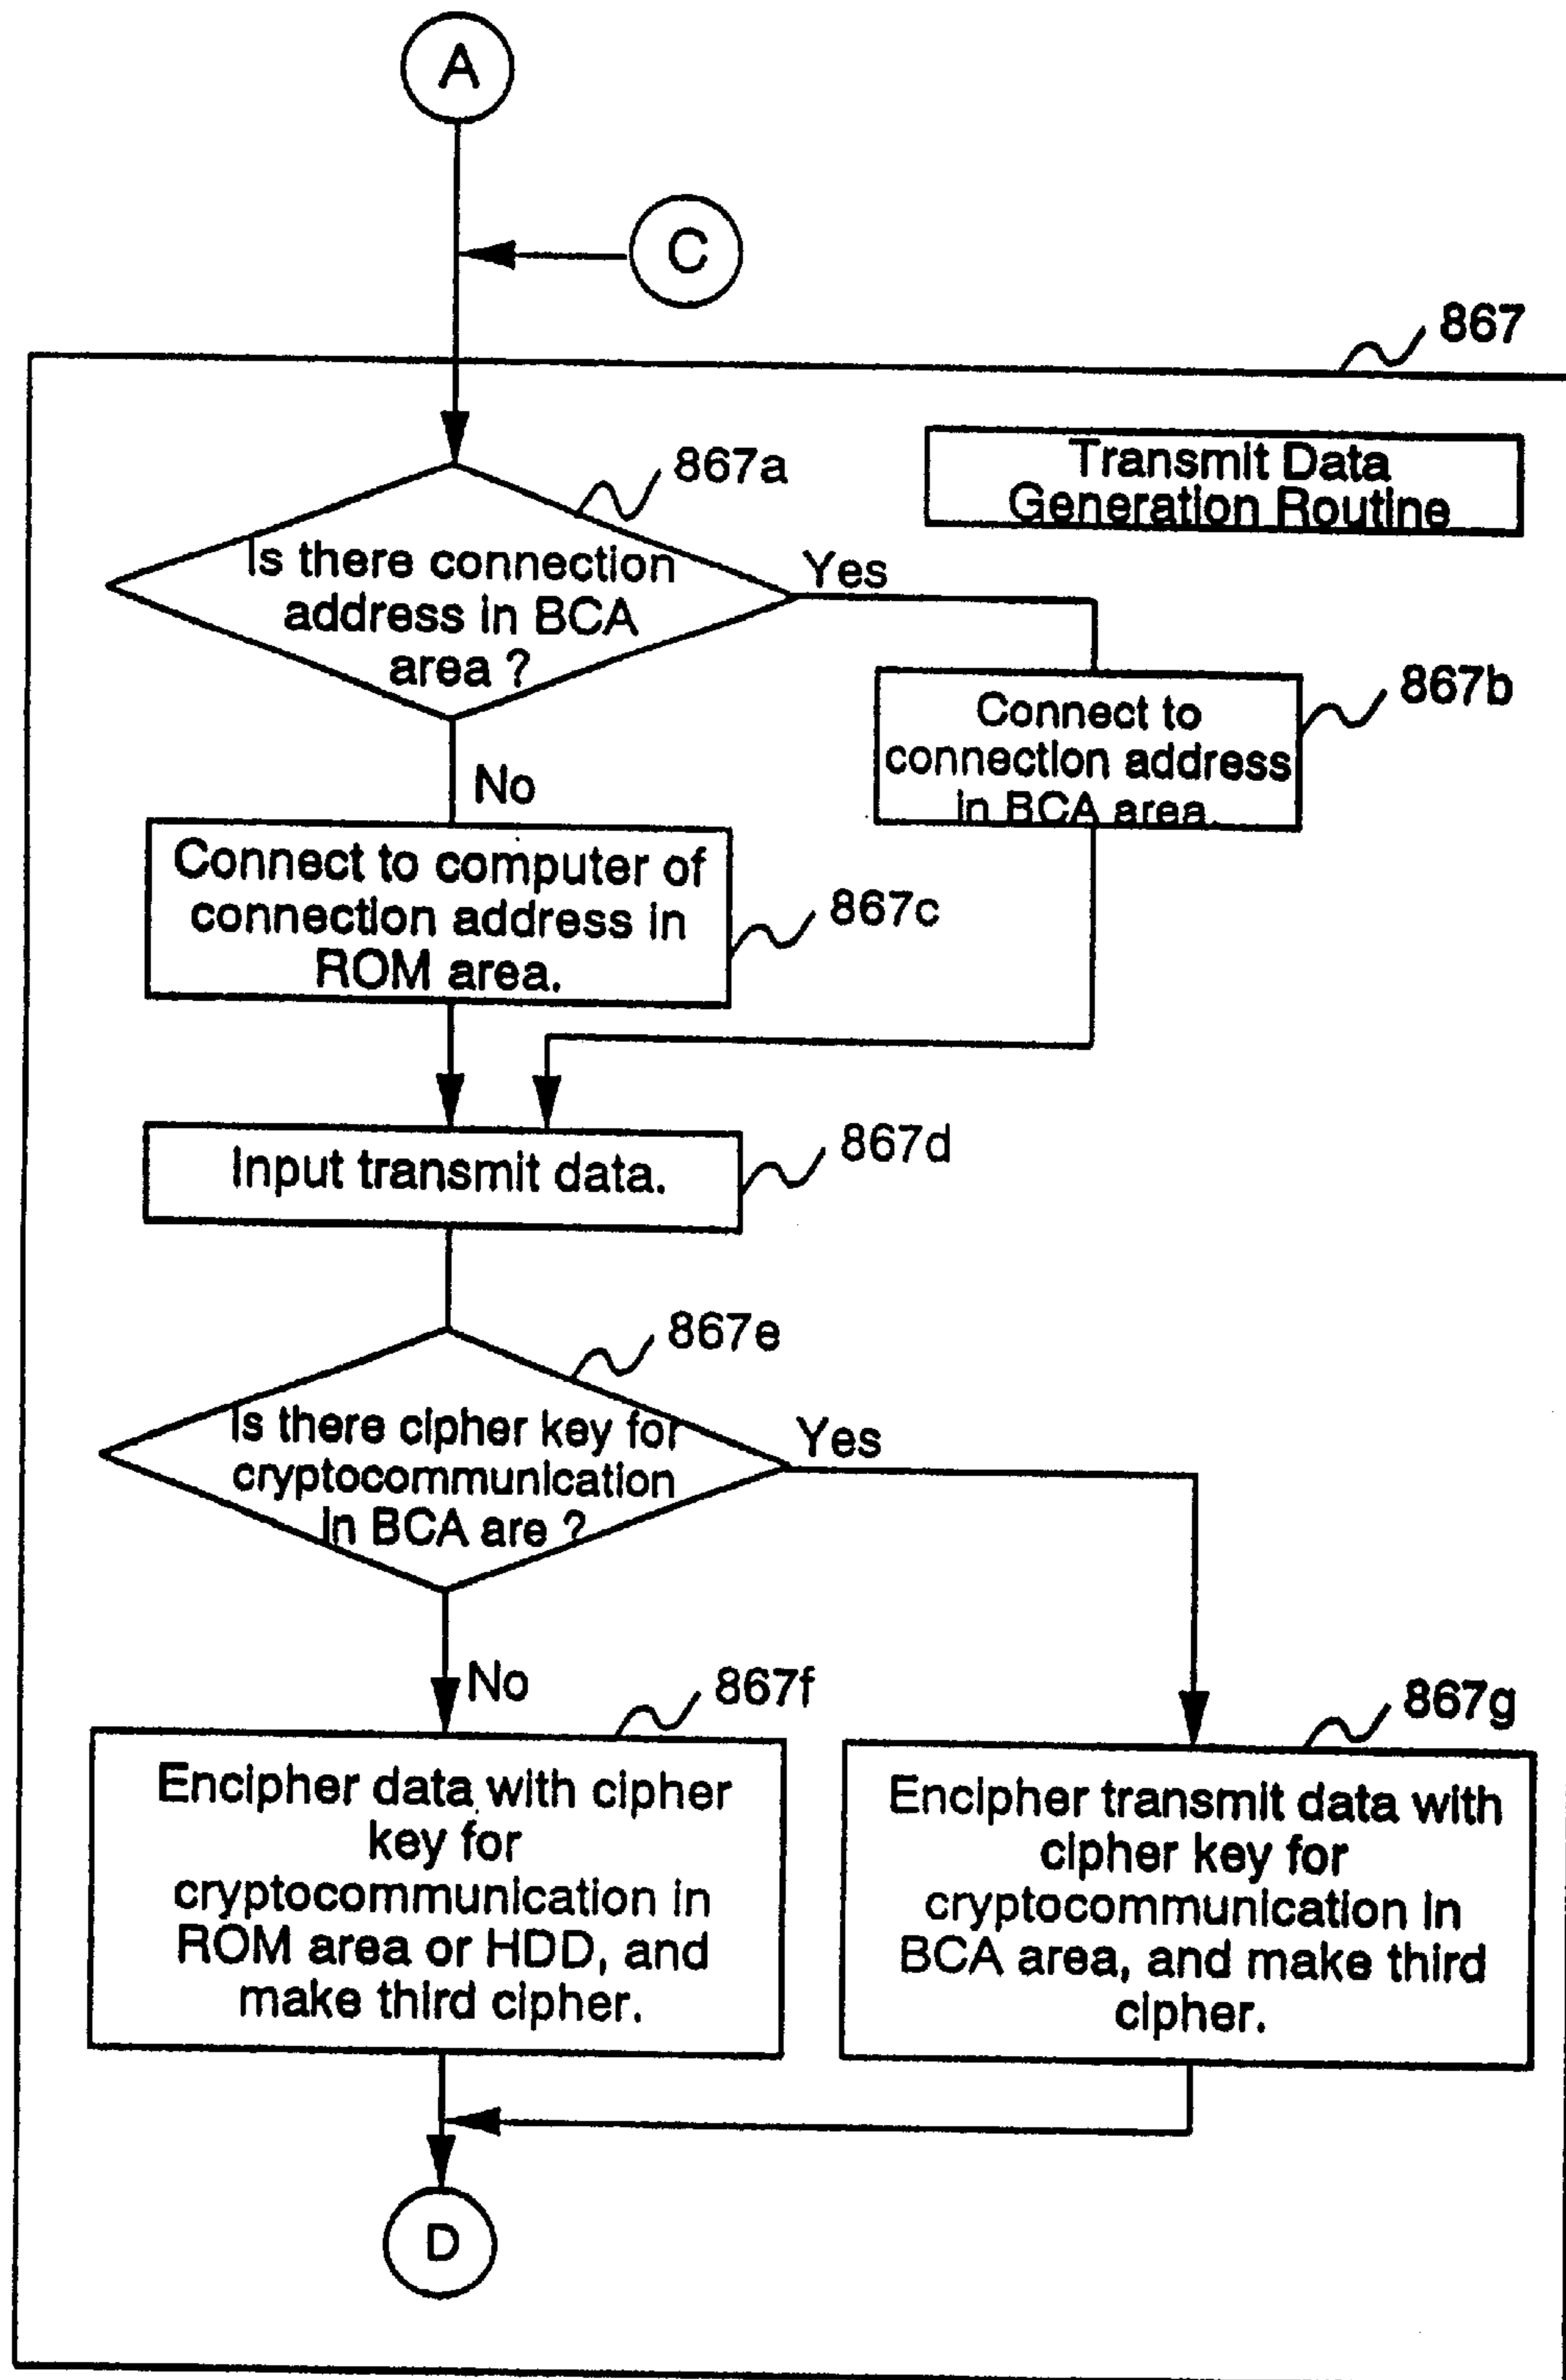 A
C
867
Transmit Data
Generation Routine
867a
Is there connection
address in BCA
area ?
Yes
867b
Connect to
connection address
in BCA area.
No
Connect to computer of
connection address in
ROM area.
867c
Input transmit data.
867d
867e
Is there cipher key for
cryptocommunication
in BCA are ?
Yes
No
867f
867g
Encipher data with cipher
key for
cryptocommunication in
ROM area or HDD, and
make third cipher.
Encipher transmit data with
cipher key for
cryptocommunication in
BCA area, and make third
cipher.
D